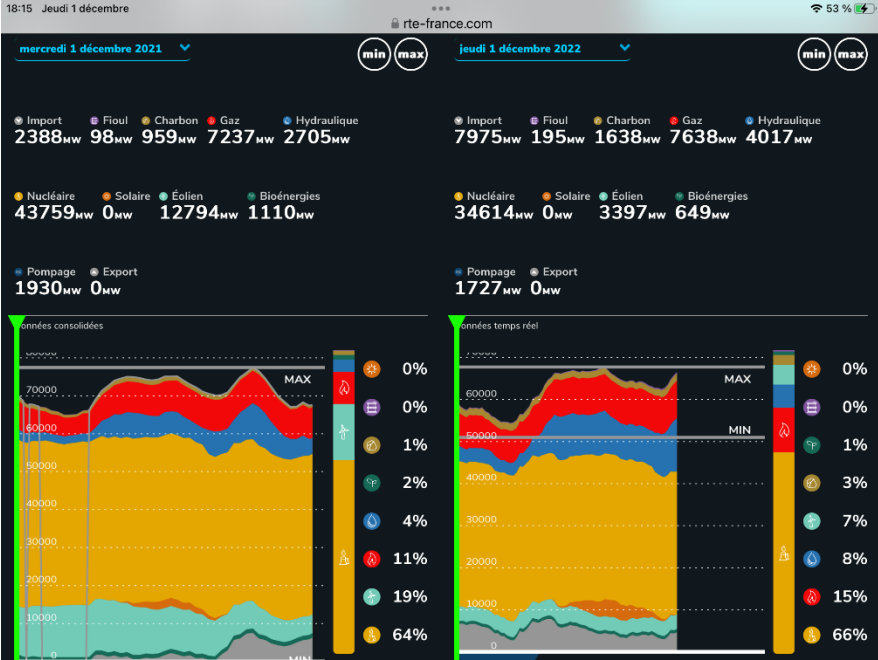 18:15 Jeudi 1 décembre
53 %
rte-france.com
mercredi 1 décembre 2021
min max
Import Fioul Charbon Gaz Hydraulique
2388MW 98MW 959MW 7237MW 2705MW
Nucléaire Solaire Éolien Bioénergies
43759MW 0MW 12794MW 1110MW
Pompage Export
1930MW 0MW
onnées consolidées
80000
MAX
70000
60000
50000
40000
30000
20000
10000
0
MIN
0%
0%
1%
2%
4%
11%
19%
64%
jeudi 1 décembre 2022
min max
Import Fioul Charbon Gaz Hydraulique
7975MW 195MW 1638MW 7638MW 4017MW
Nucléaire Solaire Éolien Bioénergies
34614MW 0MW 3397MW 649MW
Pompage Export
1727MW 0MW
onnées temps réel
70000
MAX
60000
MIN
50000
40000
30000
20000
10000
0
0%
0%
1%
3%
7%
8%
15%
66%